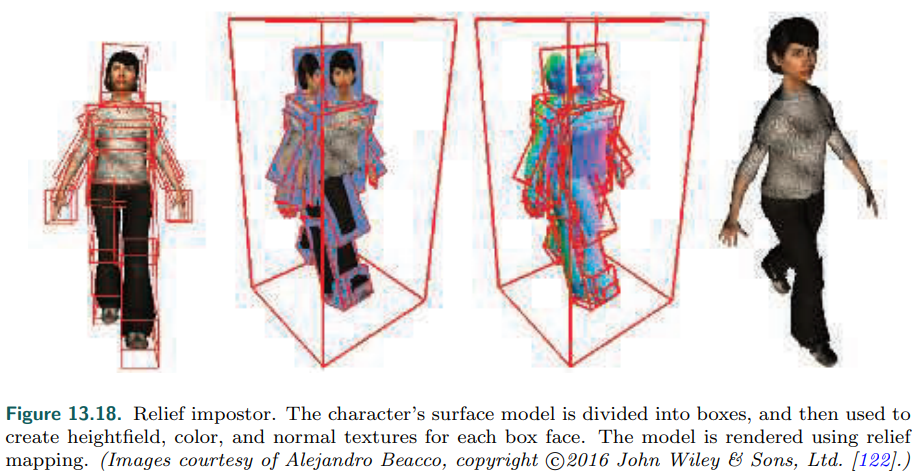 Figure 13.18. Relief impostor. The character's surface model is divided into boxes, and then used to
create heightfield, color, and normal textures for each box face. The model is rendered using relief
mapping. (Images courtesy of Alejandro Beacco, copyright ©2016 John Wiley & Sons, Ltd. [122].)